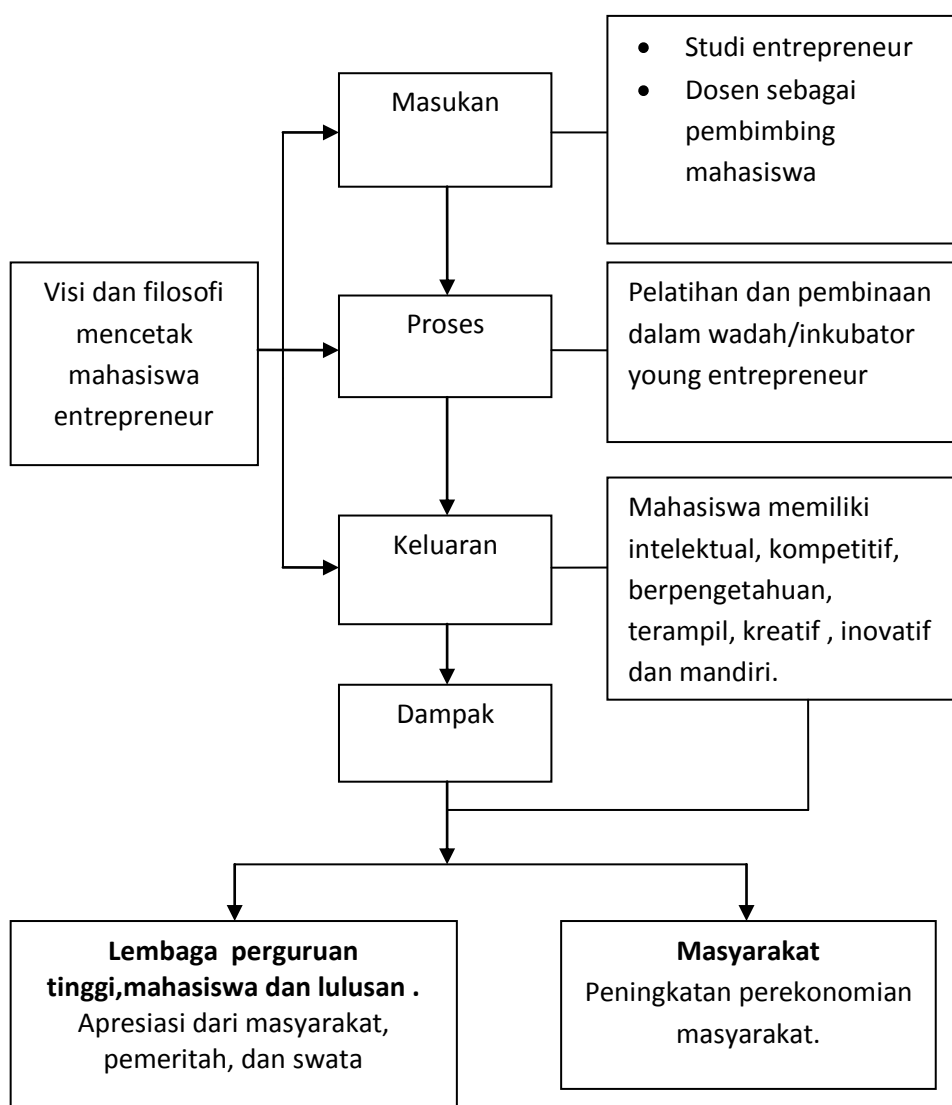 Masukan
• Studi entrepreneur
• Dosen sebagai
pembimbing
mahasiswa
Visi dan filosofi
mencetak
mahasiswa
entrepreneur
Proses
Pelatihan dan pembinaan
dalam wadah/inkubator
young entrepreneur
Keluaran
Mahasiswa memiliki
intelektual, kompetitif,
berpengetahuan,
terampil, kreatif , inovatif
dan mandiri.
Dampak
Lembaga perguruan
tinggi,mahasiswa dan lulusan .
Apresiasi dari masyarakat,
pemeritah, dan swata
Masyarakat
Peningkatan perekonomian
masyarakat.